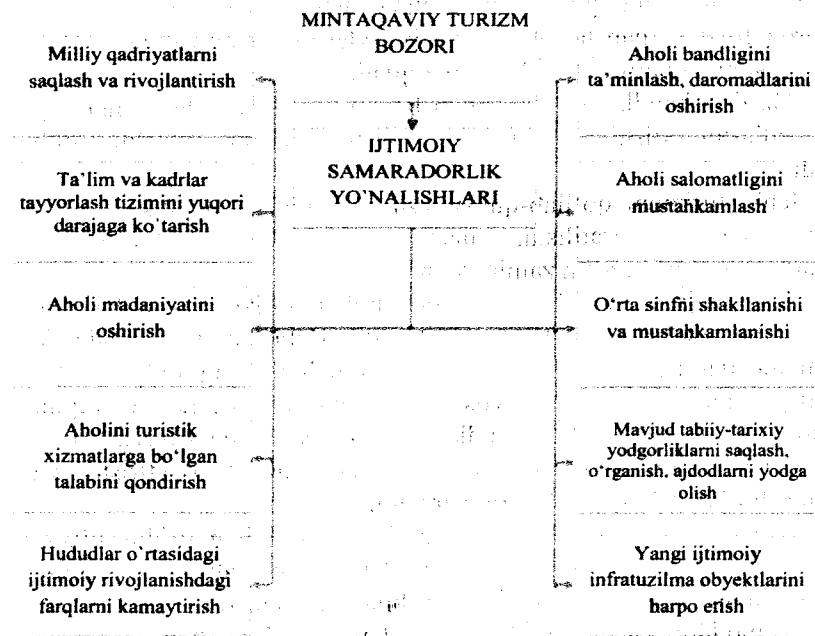 MINTAQAVIY TURIZM
BOZORI
IJTIMOIY
SAMARADORLIK
YO`NALISHLARI
Milliy qadriyatlarni
saqlash va rivojlantirish
Ta`lim va kadrlar
tayyorlash tizimini yuqori
darajaga ko`tarish
Aholi madaniyatini
oshirish
Aholini turistik
xizmatlarga bo‘lgan
talabini qondirish
Hududlar o`rtasidagi
ijtimoiy rivojlanishdagi
farqlarni kamaytirish
Aholi bandligini
ta’minlash, daromadlarini
oshirish
Aholi salomatligini
mustahkamlash
O‘rta sinfni shakllanishi
va mustahkamlanishi
Mavjud tabiiy-tarixiy
yodgorliklarni saqlash,
o‘rganish, ajdodlarni yodga
olish
Yangi ijtimoiy
infratuzilma obyektlarini
barpo etish